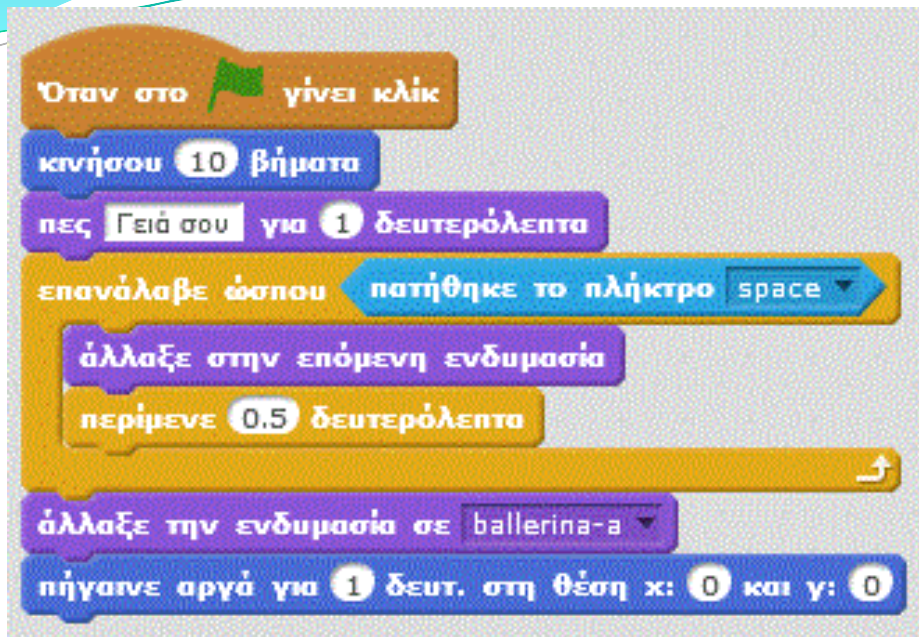 Όταν στο γίνει κλίκ
κινήσου 10 βήματα
πες Γειά σου για 1 δευτερόλεπτα
επανάλαβε ώσπου πατήθηκε το πλήκτρο space
άλλαξε στην επόμενη ενδυμασία
περίμενε 0.5 δευτερόλεπτα
άλλαξε την ενδυμασία σε ballerina-a
πήγαινε αργά για 1 δευτ. στη θέση x: 0 και y: 0